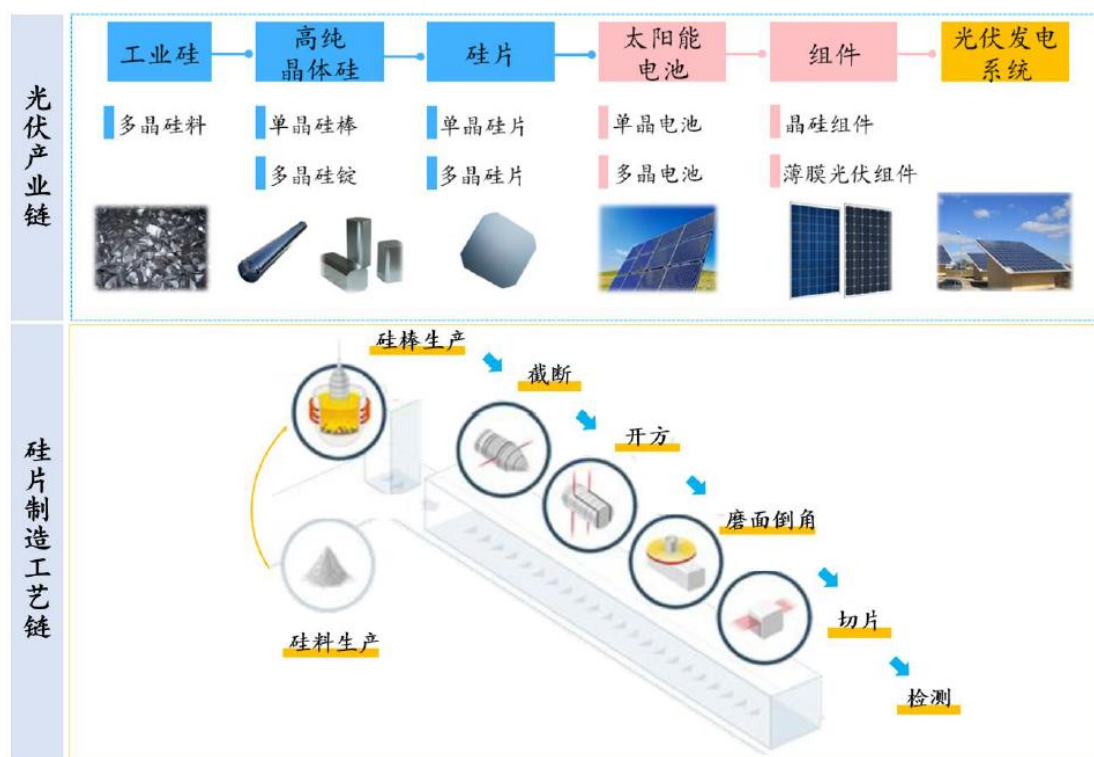 光伏产业链
工业硅
高纯
晶体硅
硅片
太阳能
电池
组件
光伏发电
系统
多晶硅料
单晶硅棒
多晶硅锭
单晶硅片
多晶硅片
单晶电池
多晶电池
晶硅组件
薄膜光伏组件
硅片制造工艺链
硅料生产
硅棒生产
截断
开方
磨面倒角
切片
检测